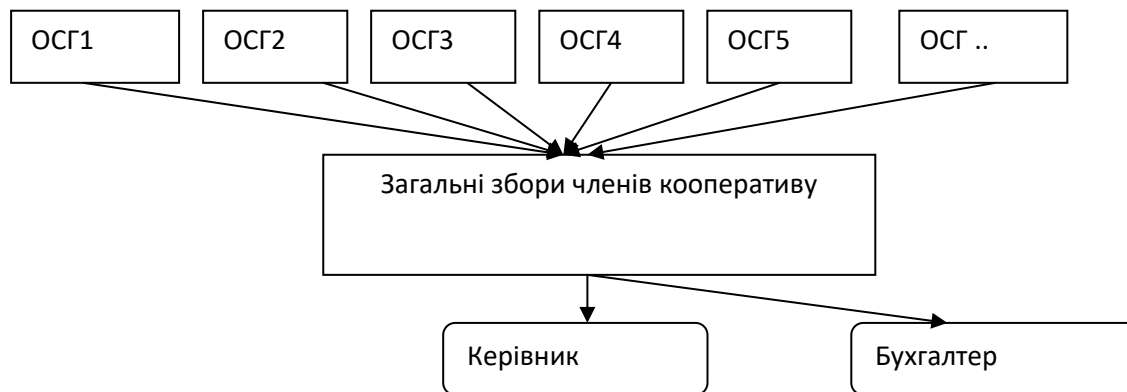 ОСГ1
ОСГ2
ОСГ3
ОСГ4
ОСГ5
ОСГ ..
Загальні збори членів кооперативу
Керівник
Бухгалтер